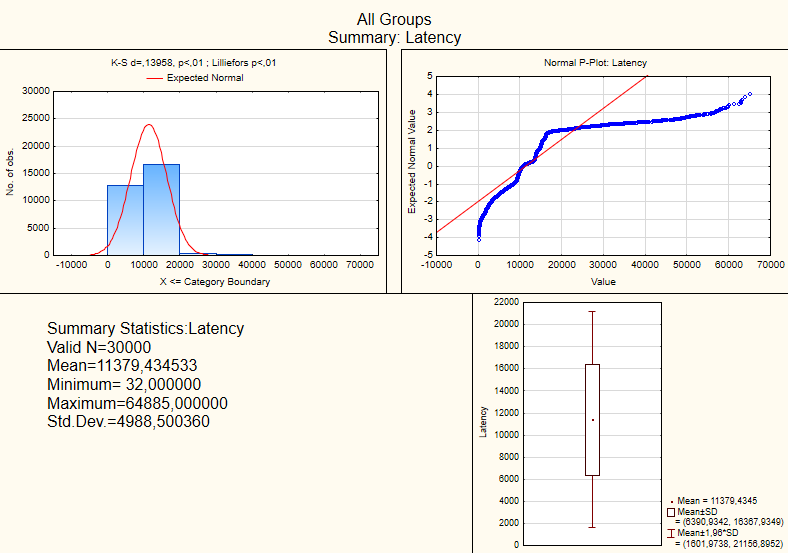 All Groups
Summary: Latency
K-S d=,13958, p<,01 ; Lilliefors p<,01
Expected Normal
30000
25000
20000
15000
10000
5000
0
No. of obs.
-10000 0 10000 20000 30000 40000 50000 60000 70000
X <= Category Boundary
Normal P-Plot: Latency
5
4
3
2
1
0
-1
-2
-3
-4
-5
Expected Normal Value
-10000 0 10000 20000 30000 40000 50000 60000 70000
Value
Summary Statistics:Latency
Valid N=30000
Mean=11379,434533
Minimum= 32,000000
Maximum=64885,000000
Std.Dev.=4988,500360
22000
20000
18000
16000
14000
12000
10000
8000
6000
4000
2000
0
Latency
Mean = 11379,4345
Mean±SD
= (6390,9342, 16367,9349)
Mean±1,96*SD
= (1601,9738, 21156,8952)